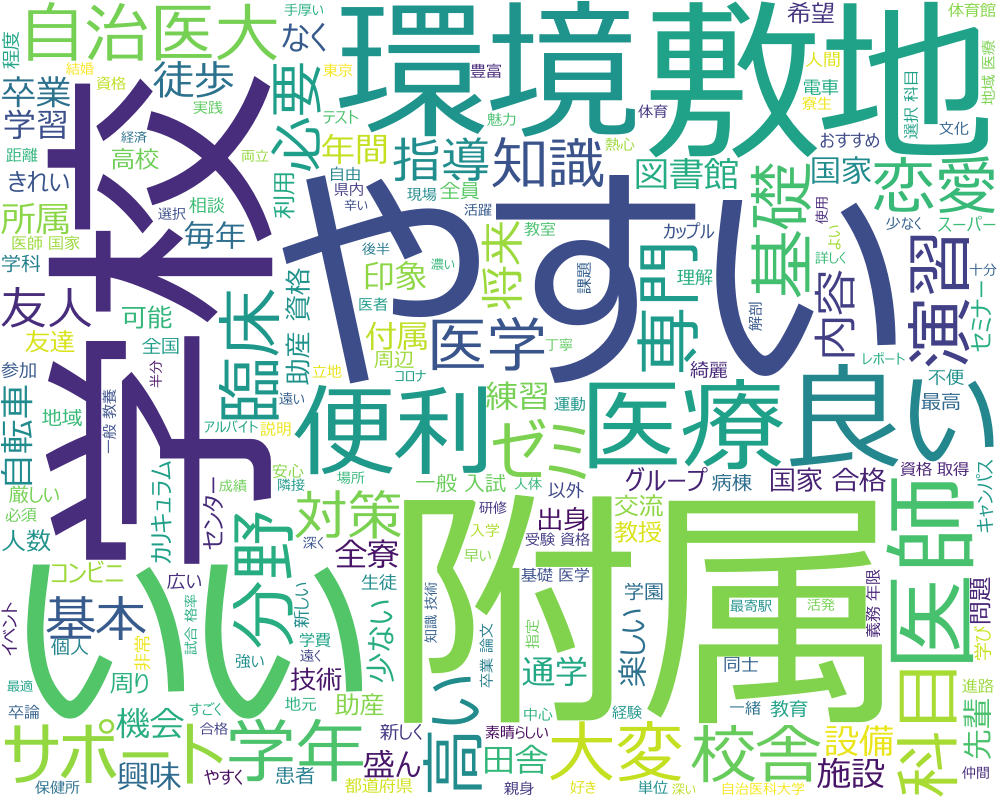 自治医大
なく
環境
敷地
希望
体育館
手厚い
程度
結婚
資格
卒業
徒歩
必要
東京
豊富
人間
電車
寮生
選択 科目
地域 医療
実践
テスト
魅力
体育
おすすめ
文化
学習
経済
年間
指導
知識
熱心
距離
高校
両立
図書館
国家
恋愛
きれい
選択
相談
利用
自由
県内
辛い
現場
全員
基礎
使用
少なく
スーパー
所属
毎年
活躍
教室
カップル
よい
医師 国家
学校
やすい
後半
濃い
課題
専門
理解
詳しく
十分
学科
印象
将来
内容
演習
セミナー
友人
可能
臨床
資格
助産
医者
付属
医学
丁寧
解剖
レポート
友達
全国
半分
周辺
綺麗
不便
参加
立地
コロナ
練習
運動
医療
良い
最高
自転車
地域
一般 教養
アルバイト
説明
遠い
便利
ゼミ
厳しい
カリキュラム
安心
隣接
場所
一般 入試
人体
以外
グループ
病棟
国家 合格
資格 取得
キャンパス
必須
センター
成績
対策
研修
出身
交流
人数
分野
深く
入学
受験 資格
教授
医師
コンビニ
全寮
附属
早い
基礎 医学
学園
最寄駅
活発
義務 年限
問題
イベント
広い
新しい
生徒
いい
基本
試合 格率
学費
少ない
知識 技術
指定
楽しい
同士
学び
個人
非常
強い
遠く
卒業 論文
通学
科目
最適
周り
技術
高い
一緒
教育
進路
卒論
すごく
地元
助産
中心
経験
先輩
サポート
機会
合格
学年
新しく
素晴らしい
大変
校舎
設備
興味
患者
盛ん
田舎
施設
仲間
保健所
やすく
都道府県
親身
好き
単位
深い
自治医科大学